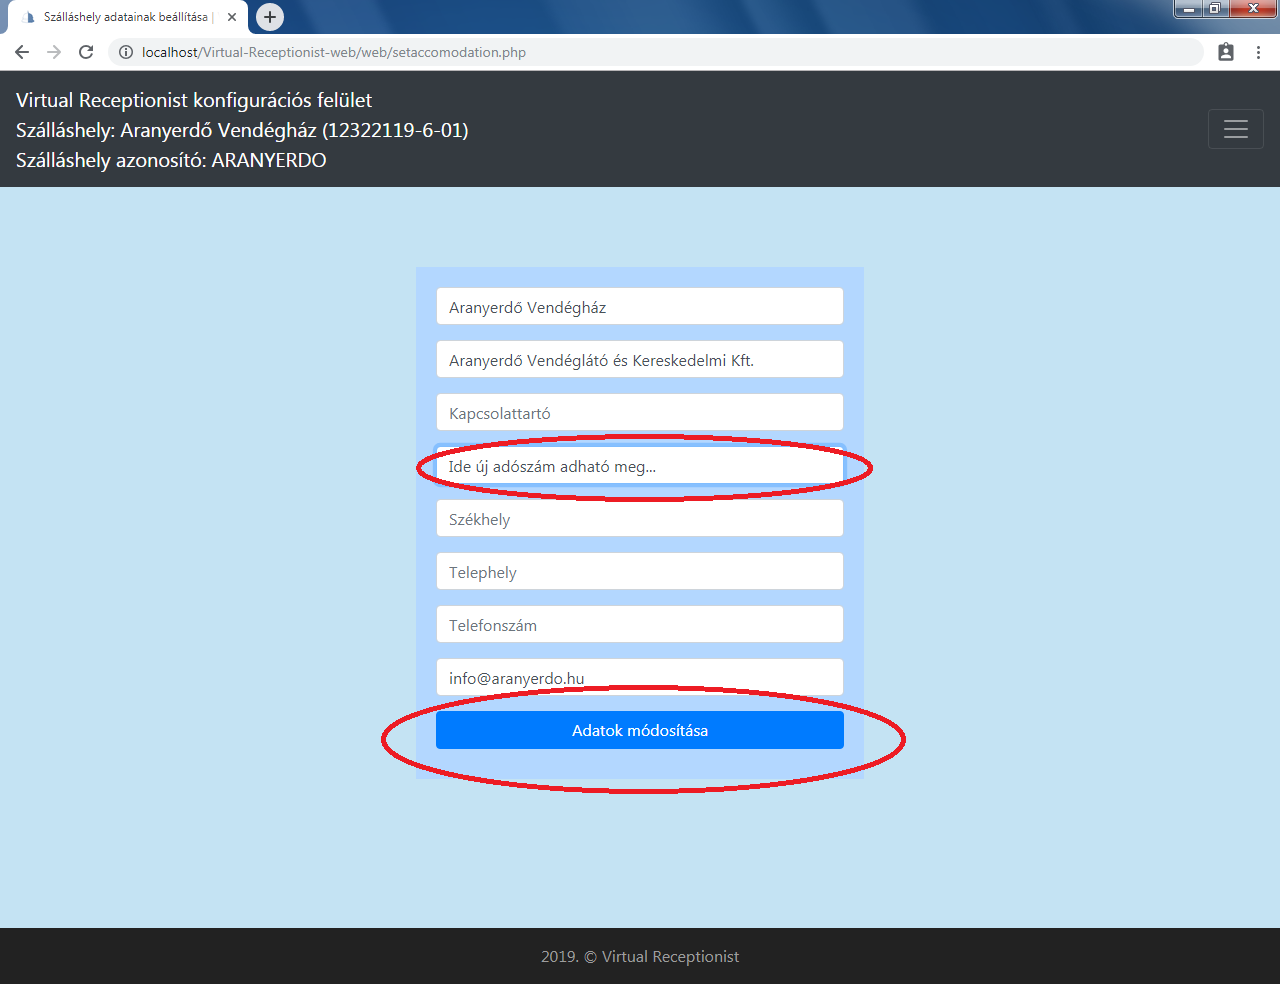 Szálláshely adatainak beállítása |
localhost/Virtual-Receptionist-web/web/setaccomodation.php
Virtual Receptionist konfigurációs felület
Szálláshely: Aranyerdő Vendégház (12322119-6-01)
Szálláshely azonosító: ARANYERDO
Aranyerdő Vendégház
Aranyerdő Vendéglátó és Kereskedelmi Kft.
Kapcsolattartó
Ide új adószám adható meg...
Székhely
Telephely
Telefonszám
info@aranyerdo.hu
Adatok módosítása
2019. © Virtual Receptionist